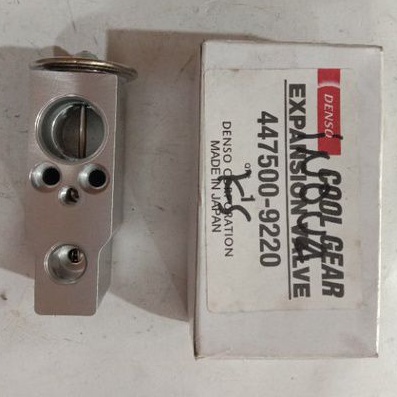 DENSO
COOL GEAR
EXPANSION VALVE
447500-9220
DENSO CORPORATION
MADE IN JAPAN